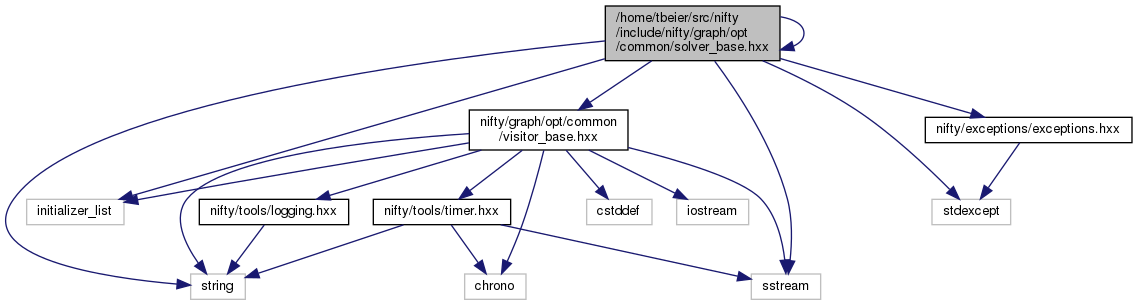 /home/tbeier/src/nifty
/include/nifty/graph/opt
/common/solver_base.hxx
nifty/graph/opt/common
/visitor_base.hxx
nifty/exceptions/exceptions.hxx
initializer_list
nifty/tools/logging.hxx
nifty/tools/timer.hxx
cstddef
iostream
stdexcept
string
chrono
sstream